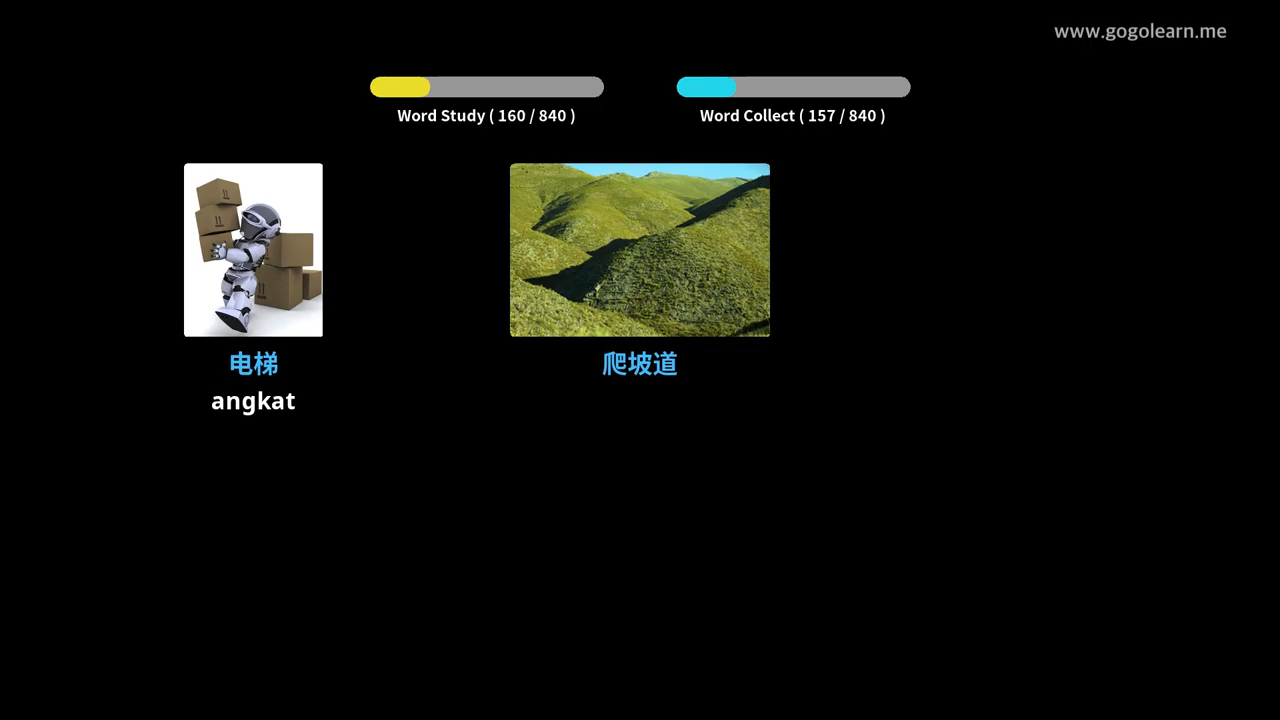 www.gogolearn.me
Word Study ( 160 / 840 )
Word Collect ( 157 / 840 )
电梯
爬坡道
angkat